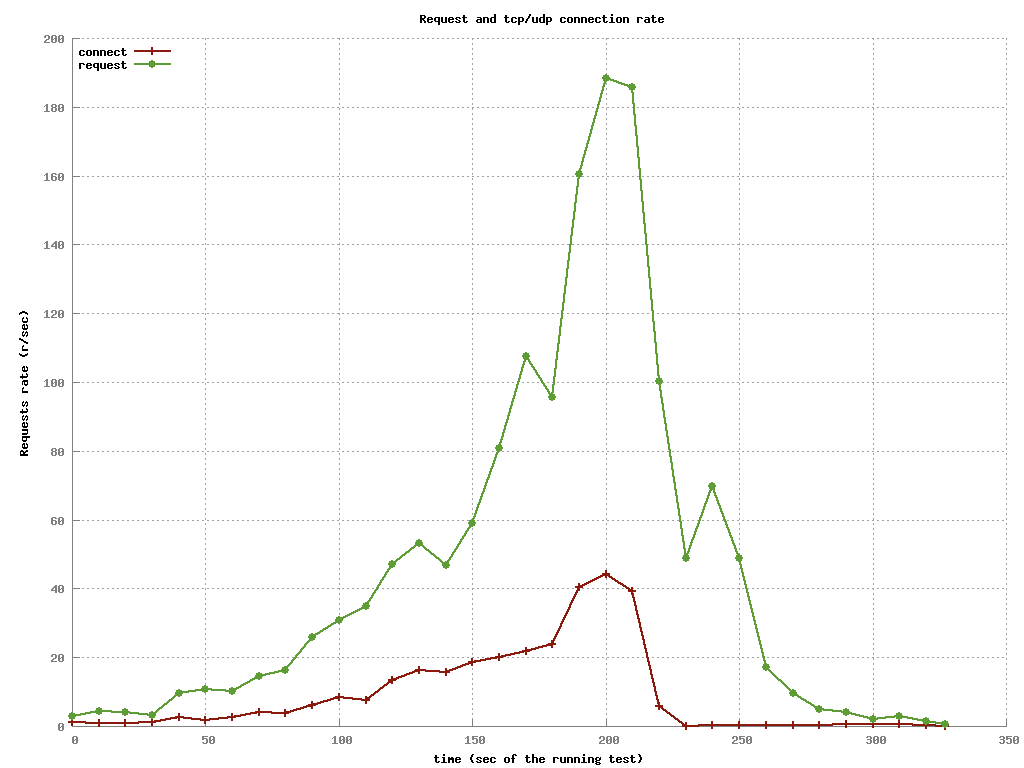 Request and tcp/udp connection rate
connect
request
200
180
160
140
120
100
80
60
40
20
0
Requests rate (r/sec)
0 50 100 150 200 250 300 350
time (sec of the running test)